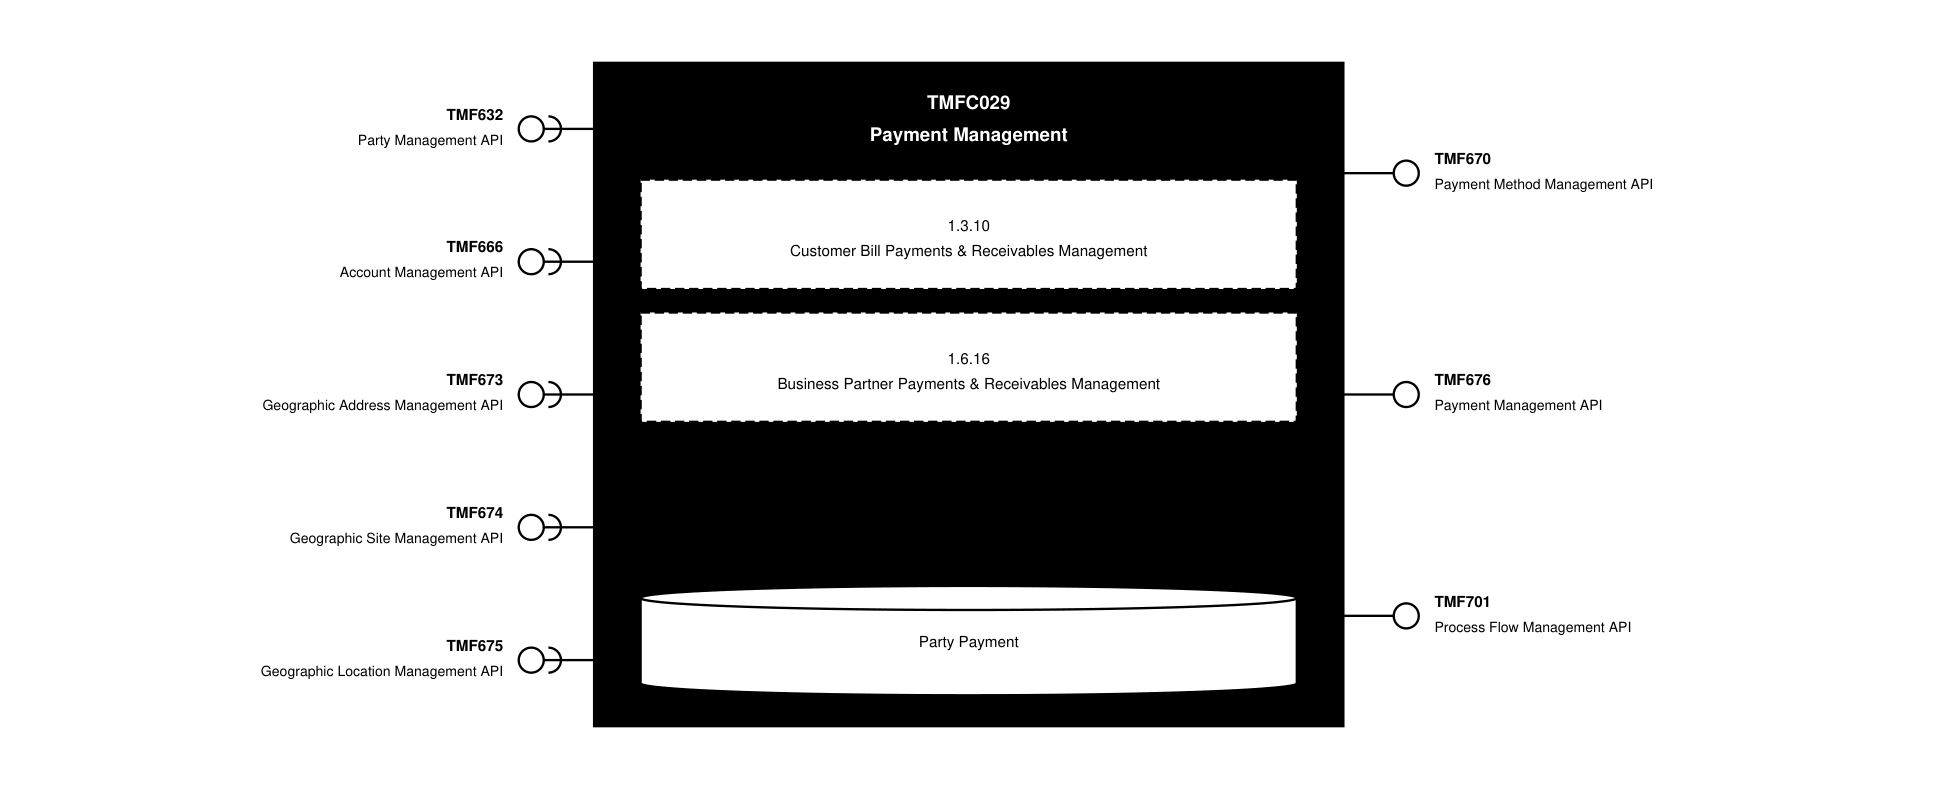 TMFC029
Payment Management
TMF632
Party Management API
TMF666
Account Management API
TMF673
Geographic Address Management API
TMF674
Geographic Site Management API
TMF675
Geographic Location Management API
1.3.10
Customer Bill Payments & Receivables Management
1.6.16
Business Partner Payments & Receivables Management
Party Payment
TMF670
Payment Method Management API
TMF676
Payment Management API
TMF701
Process Flow Management API